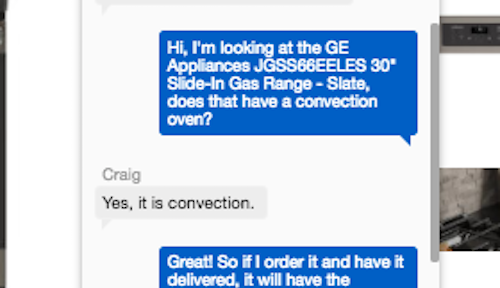 Hi, I'm looking at the GE
Appliances JGSS66EELES 30"
Slide-In Gas Range - Slate,
does that have a convection
oven?
Craig
Yes, it is convection.
Great! So if I order it and have it
delivered, it will have the